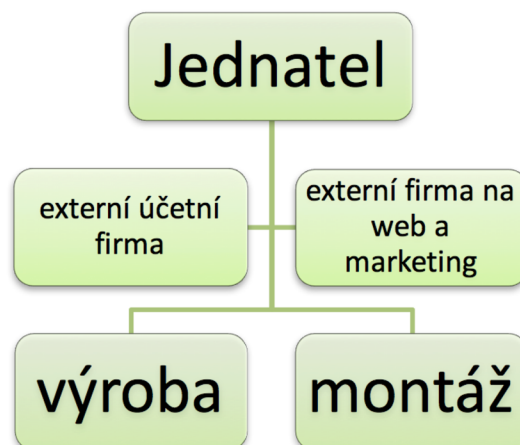 Jednatel
externí účetní
firma
externí firma na
web a
marketing
výroba
montáž